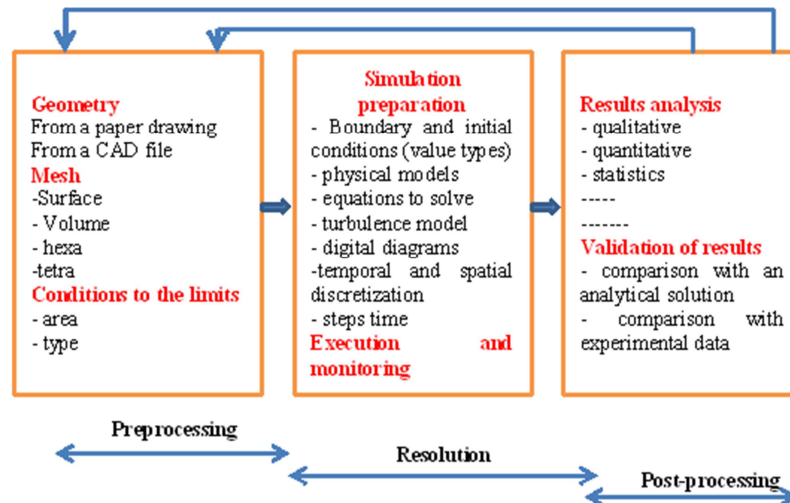 Geometry
From a paper drawing
From a CAD file
Mesh
-Surface
- Volume
- hexa
-tetra
Conditions to the limits
- area
- type
Simulation
preparation
- Boundary and initial
conditions (value types)
- physical models
- equations to solve
- turbulence model
- digital diagrams
-temporal and spatial
discretization
- steps time
Execution and
monitoring
Results analysis
- qualitative
- quantitative
- statistics
-----
-------
Validation of results
- comparison with an
analytical solution
- comparison with
experimental data
Preprocessing
Resolution
Post-processing